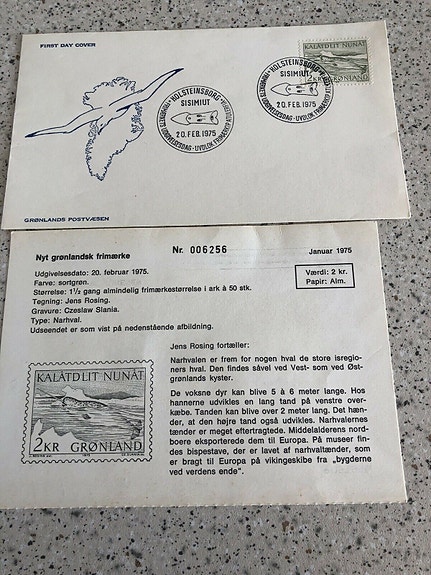 FIRST DAY COVER
KALÂTDLIT NUNÂT
2KR GRØNLAND
HOLSTEINSBORG
SISIMIUT
20.FEB.1975
HOLSTEINSBORG
SISIMIUT
20.FEB.1975
GRØNLANDS POSTVÆSEN
Nyt grønlandsk frimærke
Nr. 006256
Januar 1975
Udgivelsesdato: 20. februar 1975.
Farve: sortgrøn.
Størrelse: 1½ gang almindelig frimærkestørrelse i ark à 50 stk.
Tegning: Jens Rosing.
Gravure: Czeslaw Slania.
Type: Narhval.
Udseendet er som vist på nedenstående afbildning.
Værdi: 2 kr.
Papir: Alm.
KALÂTDLIT NUNÂT
2KR GRØNLAND
Jens Rosing fortæller:
Narhvalen er frem for nogen hval de store isregio-
ners hval. Den findes såvel ved Vest- som ved Øst-
grønlands kyster.
De voksne dyr kan blive 5 à 6 meter lange. Hos
hannerne udvikles en lang tand på venstre over-
kæbe. Tanden kan blive over 2 meter lang. Det hæn-
der, at den højre tand også udvikles. Narhvalernes
tænder er meget eftertragtede. Middelalderens nord-
boere eksporterede dem til Europa. På museer fin-
des bispestave, der er lavet af narhvaltænder, som
er bragt til Europa på vikingeskibe fra „bygderne
ved verdens ende".